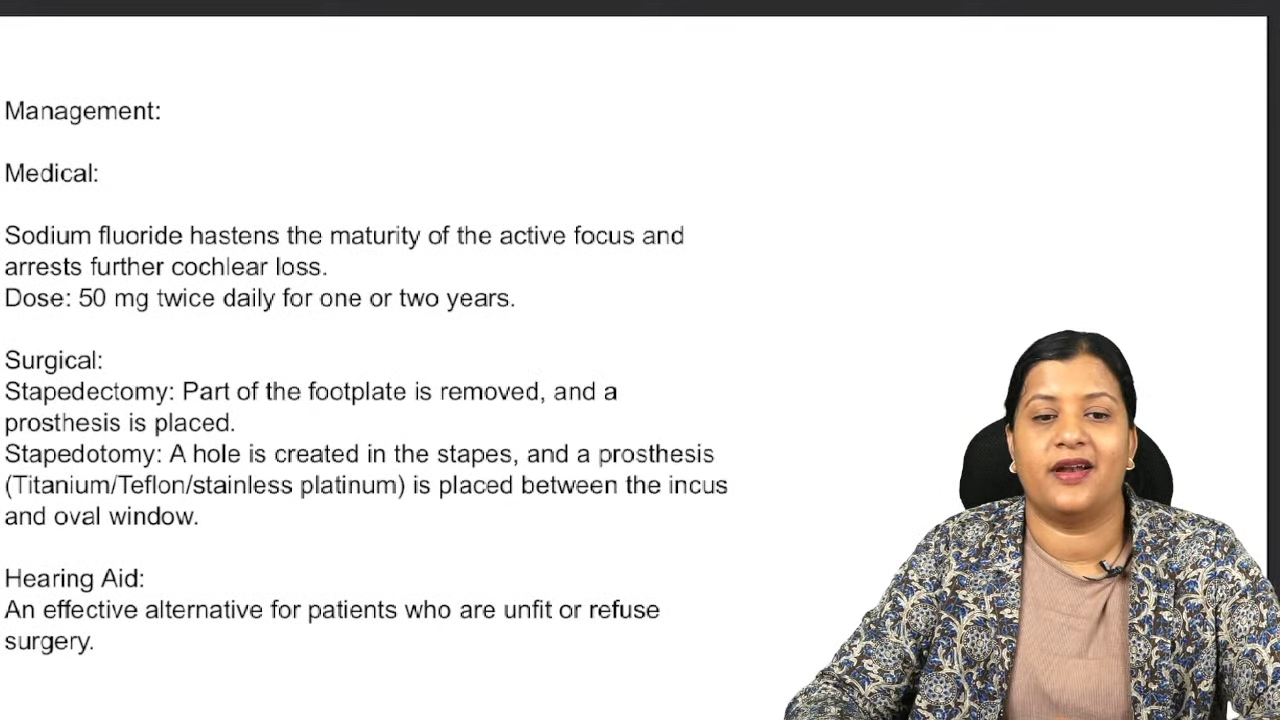 Management:
Medical:
Sodium fluoride hastens the maturity of the active focus and
arrests further cochlear loss.
Dose: 50 mg twice daily for one or two years.
Surgical:
Stapedectomy: Part of the footplate is removed, and a
prosthesis is placed.
Stapedotomy: A hole is created in the stapes, and a prosthesis
(Titanium/Teflon/stainless platinum) is placed between the incus
and oval window.
Hearing Aid:
An effective alternative for patients who are unfit or refuse
surgery.